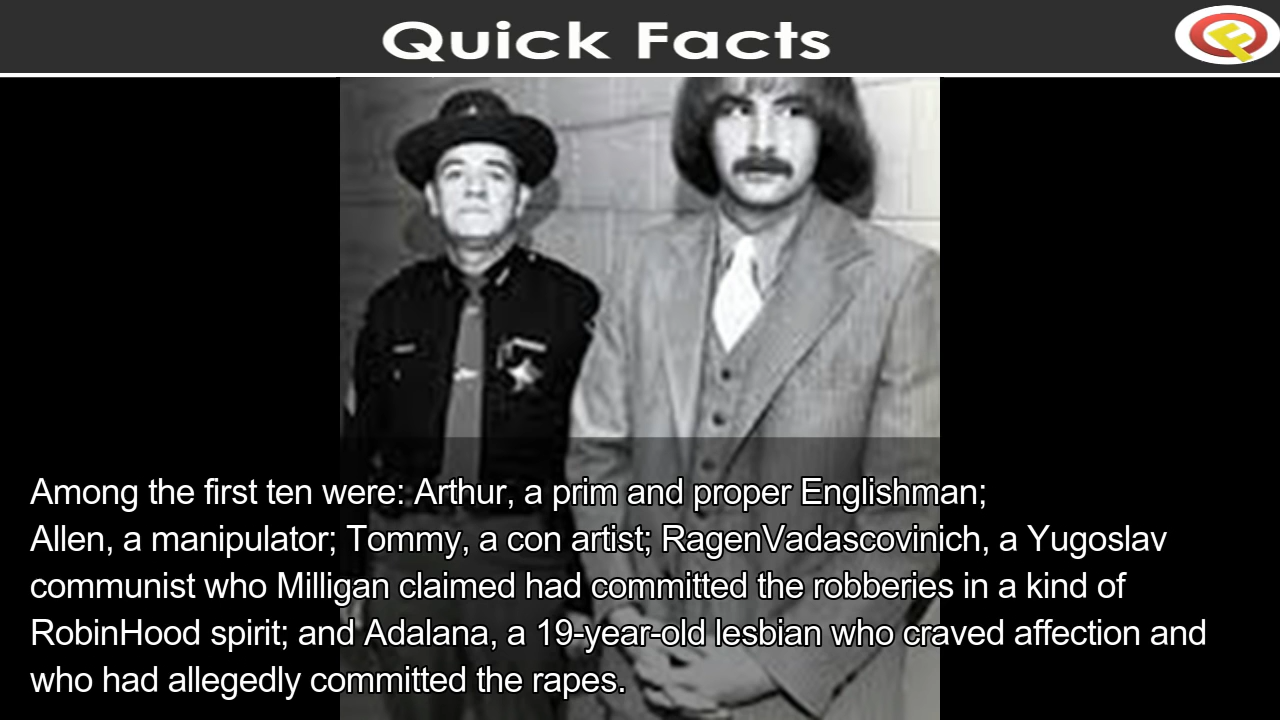 Quick Facts
Among the first ten were: Arthur, a prim and proper Englishman;
Allen, a manipulator; Tommy, a con artist; RagenVadascovinich, a Yugoslav
communist who Milligan claimed had committed the robberies in a kind of
RobinHood spirit; and Adalana, a 19-year-old lesbian who craved affection and
who had allegedly committed the rapes.